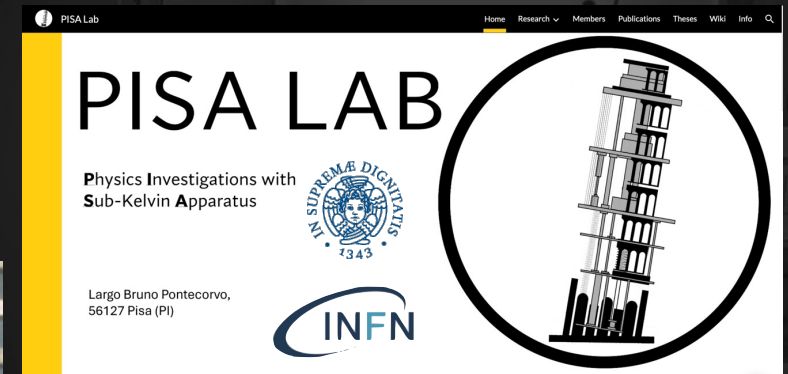 PISA Lab
Home Research Members Publications Theses Wiki Info
PISA LAB
Physics Investigations with
Sub-Kelvin Apparatus
IN SUPREMÆ DIGNITATIS
1343
Largo Bruno Pontecorvo,
56127 Pisa (PI)
INFN